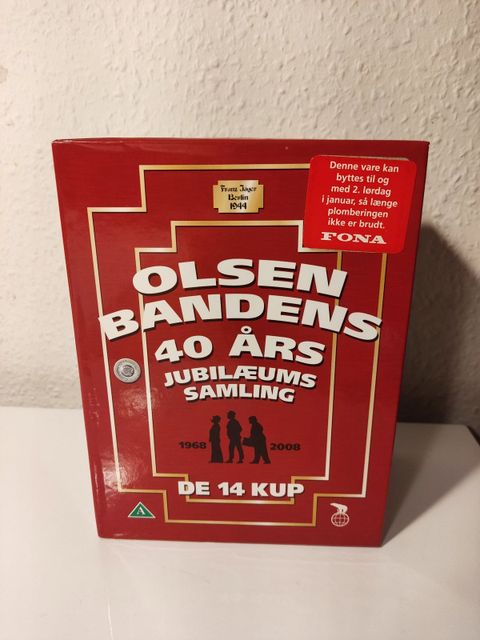 Franz Jäger
Berlin
1944
Denne vare kan
byttes til og
med 2. lørdag
i januar, så længe
plomberingen
ikke er brudt.
FONA
OLSEN
BANDENS
40 ÅRS
JUBILÆUMS
SAMLING
1968 2008
DE 14 KUP
A